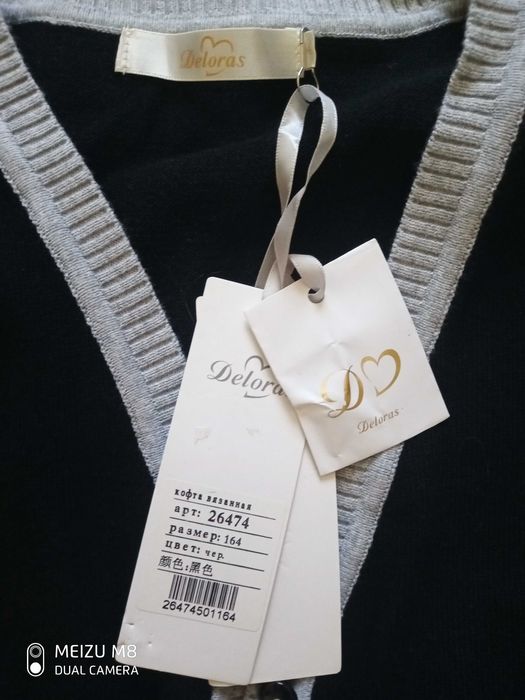 Deloras
Deloras
D
Deloras
кофта вязанная
арт: 26474
размер: 164
цвет: чер.
颜色:黑色
26474501164
MEIZU M8
DUAL CAMERA